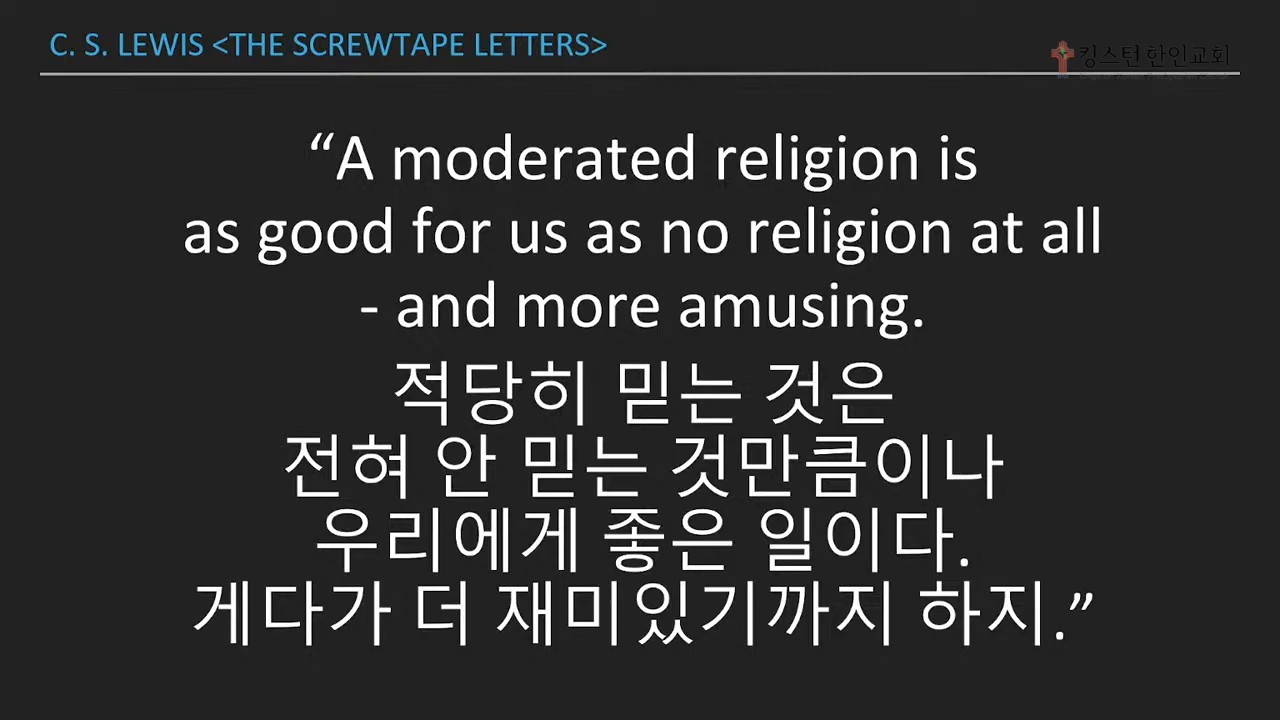 C. S. LEWIS <THE SCREWTAPE LETTERS>
킹스턴 한인교회
“A moderated religion is
as good for us as no religion at all
- and more amusing.
적당히 믿는 것은
전혀 안 믿는 것만큼이나
우리에게 좋은 일이다.
게다가 더 재미있기까지 하지.”